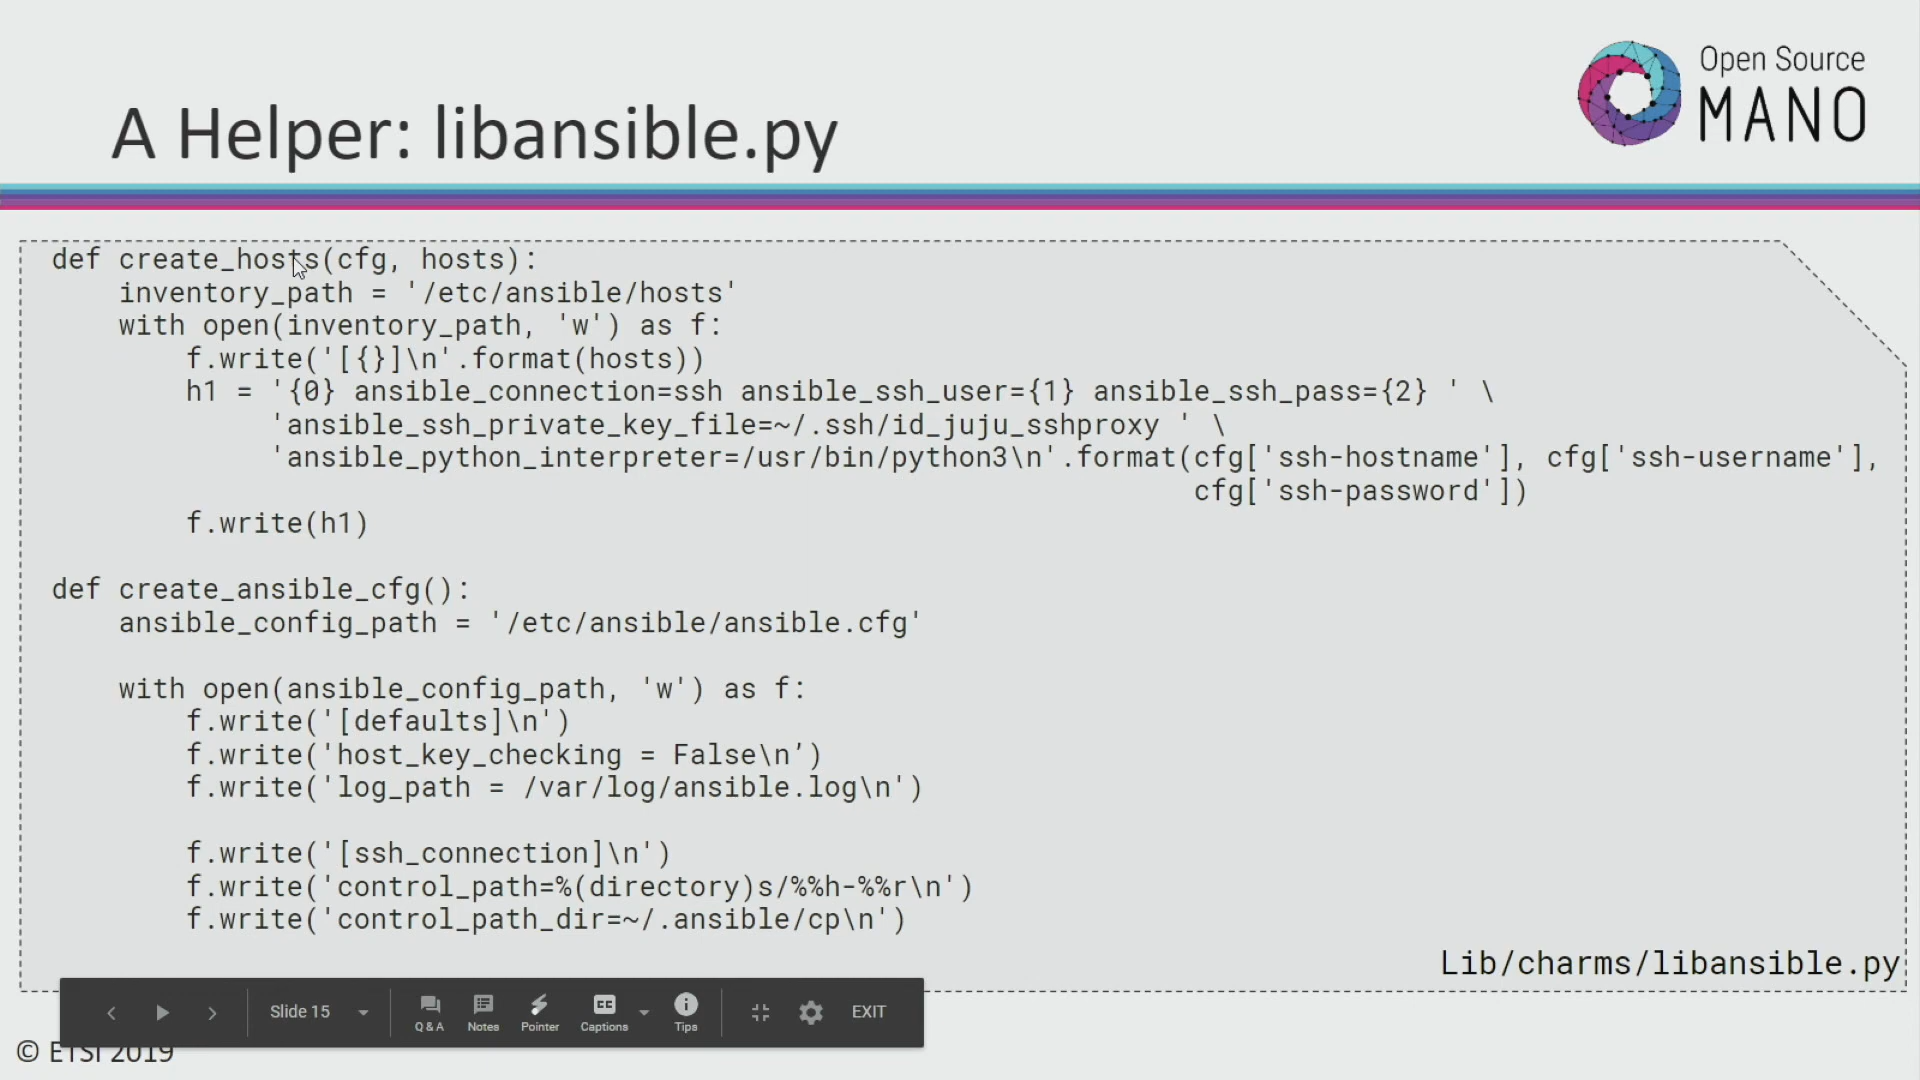 Open Source
MANO
A Helper: libansible.py
def create_hosts(cfg, hosts):
    inventory_path = '/etc/ansible/hosts'
    with open(inventory_path, 'w') as f:
        f.write('[{}]\n'.format(hosts))
        h1 = '{0} ansible_connection=ssh ansible_ssh_user={1} ansible_ssh_pass={2} ' \
             'ansible_ssh_private_key_file=~/.ssh/id_juju_sshproxy ' \
             'ansible_python_interpreter=/usr/bin/python3\n'.format(cfg['ssh-hostname'], cfg['ssh-username'],
                                                                    cfg['ssh-password'])
        f.write(h1)
def create_ansible_cfg():
    ansible_config_path = '/etc/ansible/ansible.cfg'
    with open(ansible_config_path, 'w') as f:
        f.write('[defaults]\n')
        f.write('host_key_checking = False\n’)
        f.write('log_path = /var/log/ansible.log\n')
        f.write('[ssh_connection]\n')
        f.write('control_path=%(directory)s/%%h-%%r\n')
        f.write('control_path_dir=~/.ansible/cp\n')
Lib/charms/libansible.py
Slide 15
Q & A
Notes
Pointer
CC
Captions
Tips
EXIT
© ETSI 2019